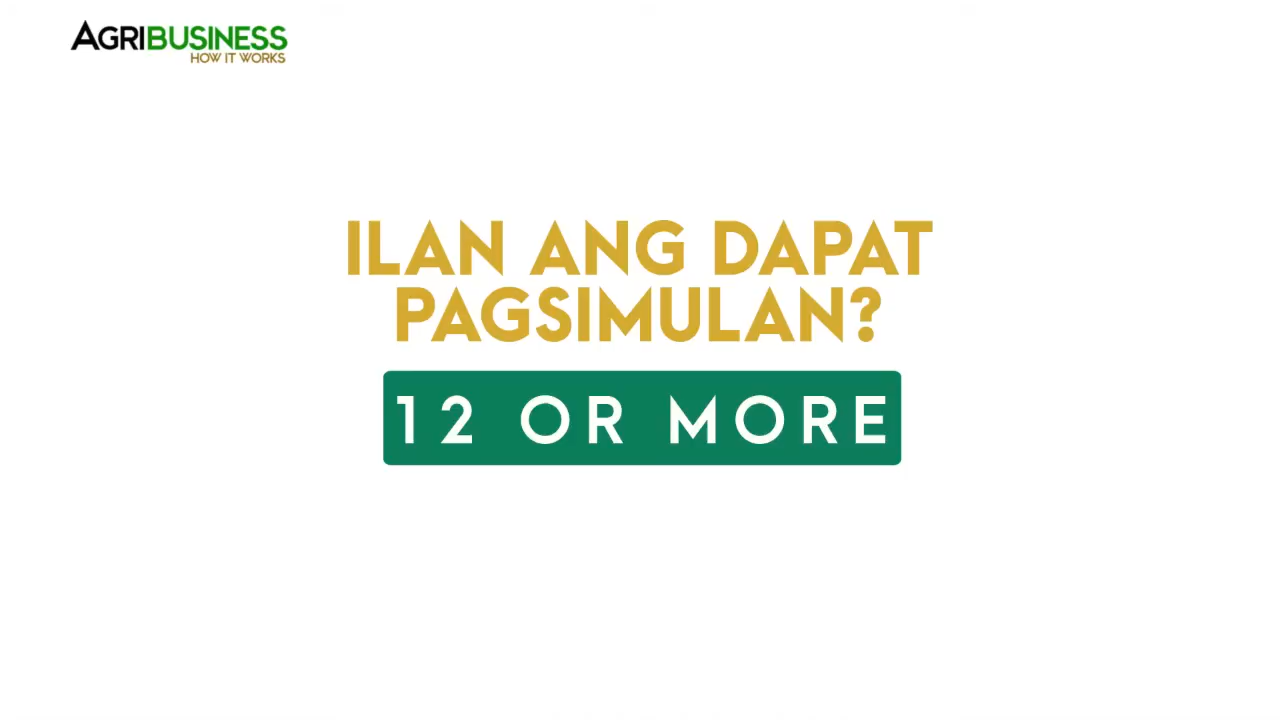 AGRIBUSINESS
HOW IT WORKS
ILAN ANG DAPAT
PAGSIMULAN?
12 OR MORE